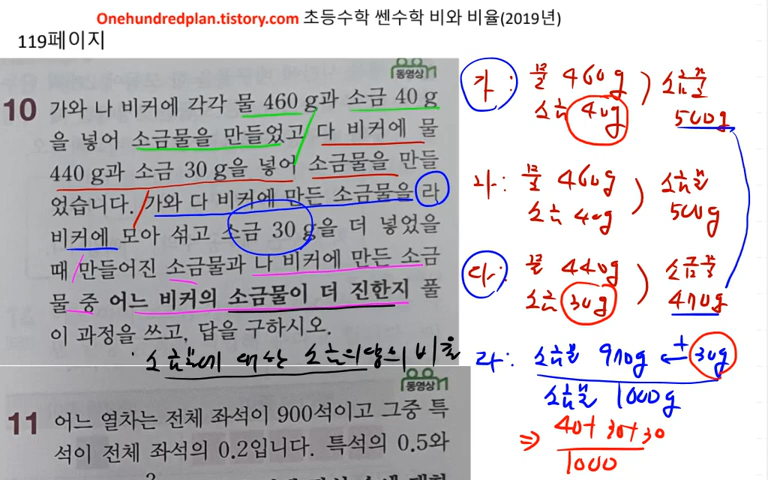 Onehundredplan.tistory.com 초등수학 쎈수학 비와 비율(2019년)
119페이지
동영상
10 가와 나 비커에 각각 물 460 g과 소금 40 g
을 넣어 소금물을 만들었고 다 비커에 물
440 g과 소금 30 g을 넣어 소금물을 만들
었습니다. 가와 다 비커에 만든 소금물을 라
비커에 모아 섞고 소금 30 g을 더 넣었을
때 만들어진 소금물과 나 비커에 만든 소금
물 중 어느 비커의 소금물이 더 진한지 풀
이 과정을 쓰고, 답을 구하시오.
소금물에 대한 소금의 양의 비율
동영상
11 어느 열차는 전체 좌석이 900석이고 그중 특
석이 전체 좌석의 0.2입니다. 특석의 0.5와
가: 물 460g 소금물
소금 40g 500g
나: 물 460g 소금물
소금 40g 500g
다: 물 440g 소금물
소금 30g 470g
라: 소금물 970g ← + 30g
소금물 1000g
⇒ 40+30+30
1000